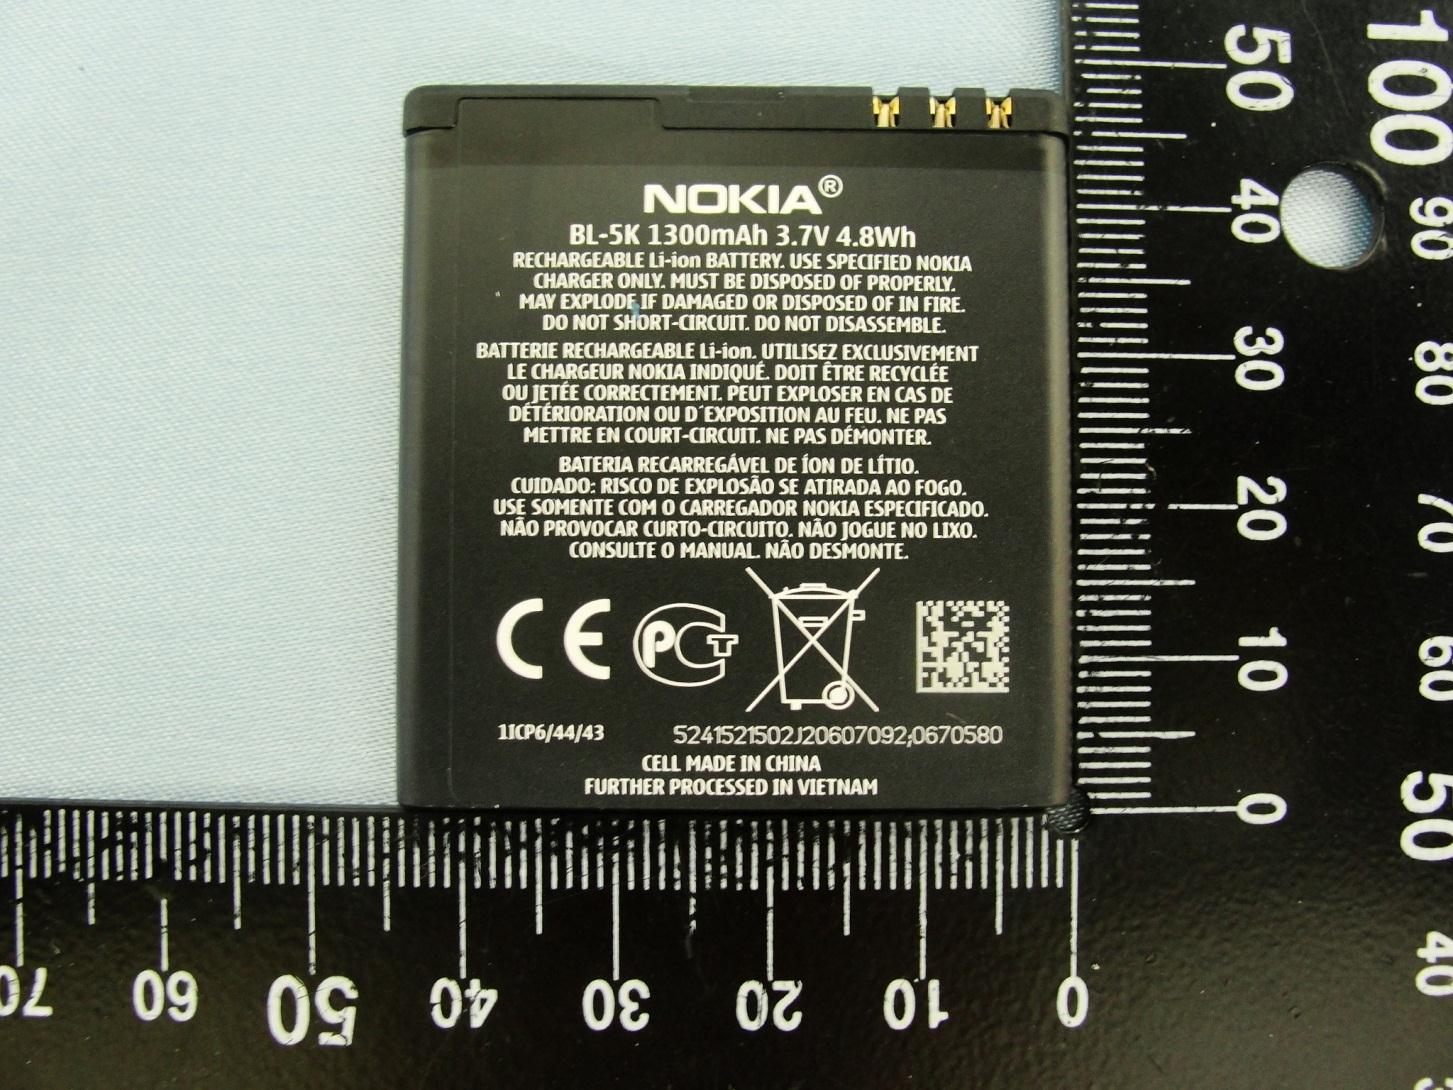 NOKIA®
BL-5K 1300mAh 3.7V 4.8Wh
RECHARGEABLE Li-ion BATTERY. USE SPECIFIED NOKIA
CHARGER ONLY. MUST BE DISPOSED OF PROPERLY.
MAY EXPLODE IF DAMAGED OR DISPOSED OF IN FIRE.
DO NOT SHORT-CIRCUIT. DO NOT DISASSEMBLE.
BATTERIE RECHARGEABLE Li-ion. UTILISEZ EXCLUSIVEMENT
LE CHARGEUR NOKIA INDIQUÉ. DOIT ÊTRE RECYCLÉE
OU JETÉE CORRECTEMENT. PEUT EXPLOSER EN CAS DE
DÉTÉRIORATION OU D´EXPOSITION AU FEU. NE PAS
METTRE EN COURT-CIRCUIT. NE PAS DÉMONTER.
BATERIA RECARREGÁVEL DE ÍON DE LÍTIO.
CUIDADO: RISCO DE EXPLOSÃO SE ATIRADA AO FOGO.
USE SOMENTE COM O CARREGADOR NOKIA ESPECIFICADO.
NÃO PROVOCAR CURTO-CIRCUITO. NÃO JOGUE NO LIXO.
CONSULTE O MANUAL. NÃO DESMONTE.
CE PCT
1ICP6/44/43 5241521502J20607092;0670580
CELL MADE IN CHINA
FURTHER PROCESSED IN VIETNAM
50
40
30
20
10
0
100
90
80
70
60
50
40
70 60 50 40 30 20 10 0